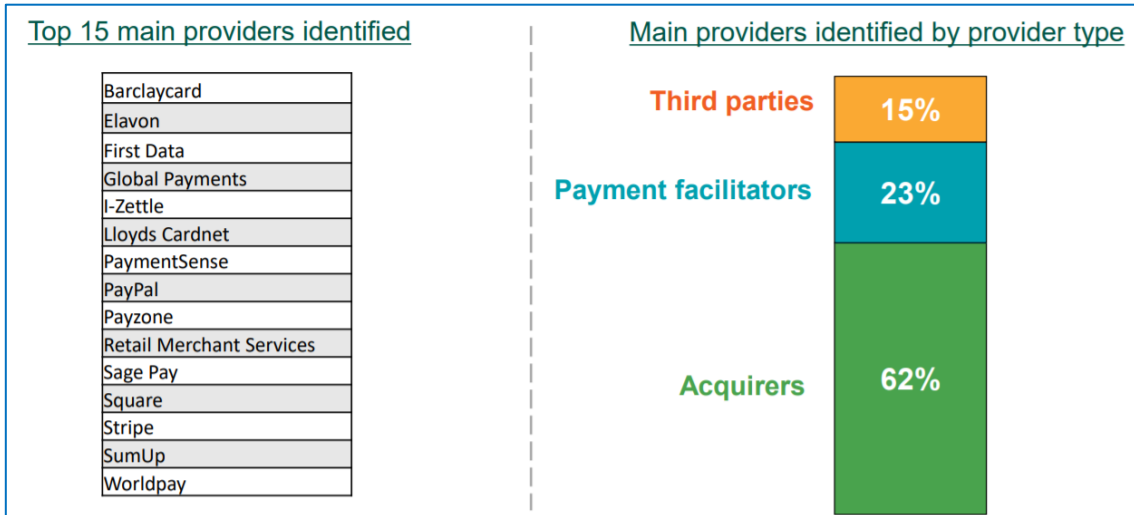 Top 15 main providers identified
Barclaycard
Elavon
First Data
Global Payments
I-Zettle
Lloyds Cardnet
PaymentSense
PayPal
Payzone
Retail Merchant Services
Sage Pay
Square
Stripe
SumUp
Worldpay
Main providers identified by provider type
Third parties 15%
Payment facilitators 23%
Acquirers 62%